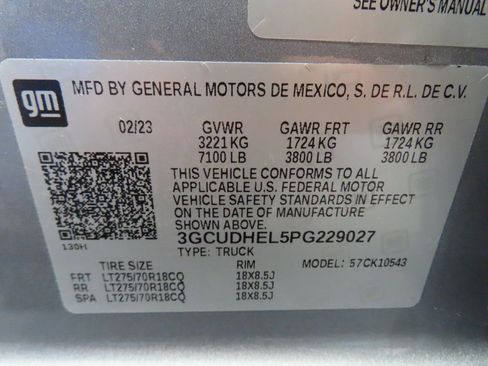 SEE OWNER'S MANUAL
gm
MFD BY GENERAL MOTORS DE MEXICO, S. DE R.L. DE C.V.
02/23 GVWR GAWR FRT GAWR RR
3221 KG 1724 KG 1724 KG
7100 LB 3800 LB 3800 LB
THIS VEHICLE CONFORMS TO ALL
APPLICABLE U.S. FEDERAL MOTOR
VEHICLE SAFETY STANDARDS IN
EFFECT ON THE DATE OF MANUFACTURE
SHOWN ABOVE.
3GCUDHEL5PG229027
130H
TYPE: TRUCK
TIRE SIZE RIM MODEL: 57CK10543
FRT LT275/70R18CQ 18X8.5J
RR LT275/70R18CQ 18X8.5J
SPA LT275/70R18CQ 18X8.5J